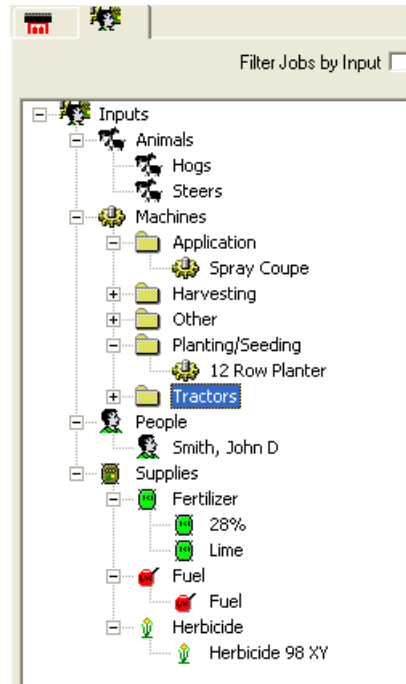 Filter Jobs by Input
Inputs
Animals
Hogs
Steers
Machines
Application
Spray Coupe
Harvesting
Other
Planting/Seeding
12 Row Planter
Tractors
People
Smith, John D
Supplies
Fertilizer
28%
Lime
Fuel
Fuel
Herbicide
Herbicide 98 XY